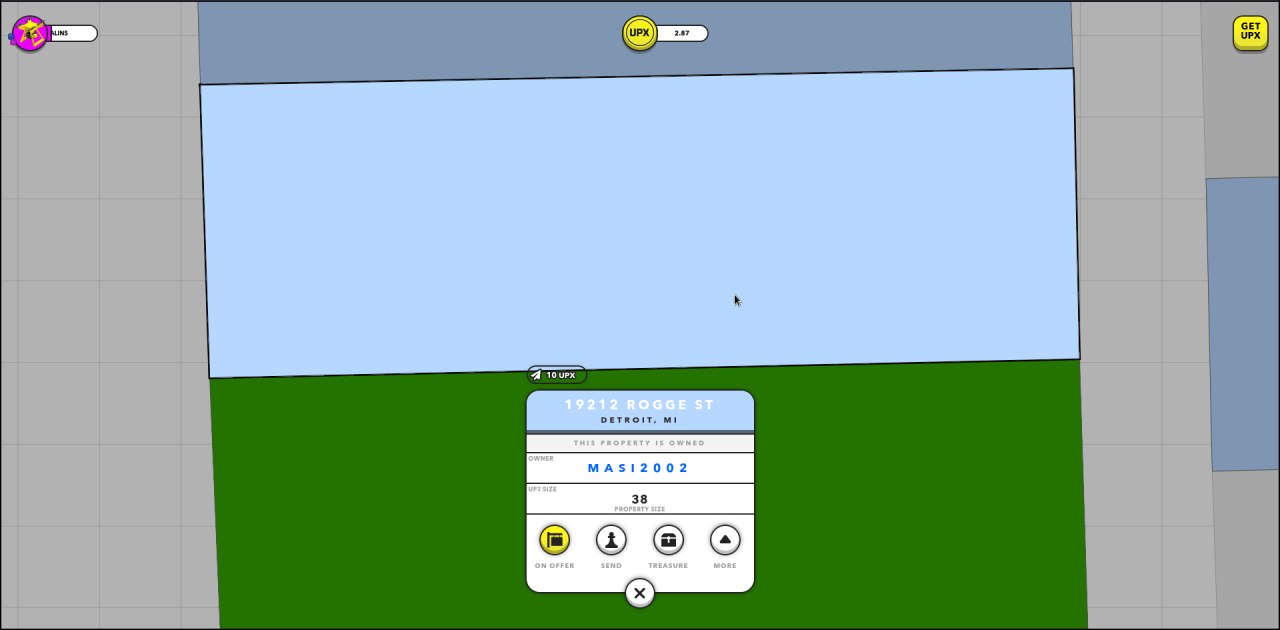 ALINS
UPX
2.87
GET
UPX
10 UPX
19212 ROGGE ST
DETROIT, MI
THIS PROPERTY IS OWNED
OWNER
MASI2002
UP2 SIZE
38
PROPERTY SIZE
ON OFFER
SEND
TREASURE
MORE